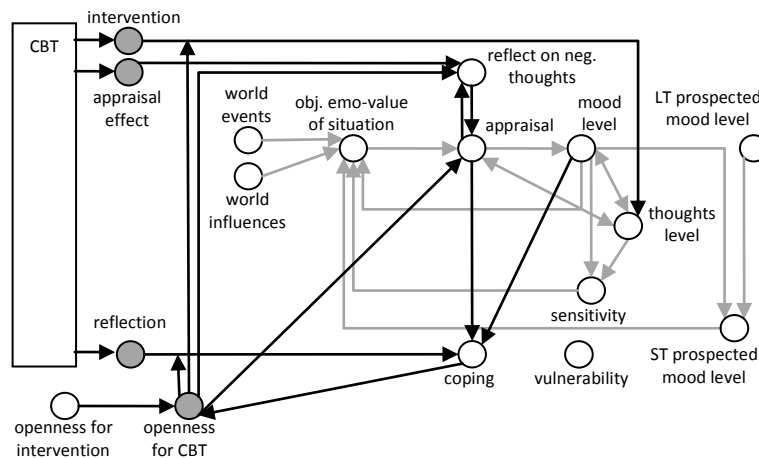 intervention
CBT
appraisal
effect
reflect on neg.
thoughts
world
events
obj. emo-value
of situation
appraisal
mood
level
LT prospected
mood level
world
influences
thoughts
level
sensitivity
reflection
coping
vulnerability
ST prospected
mood level
openness for
intervention
openness
for CBT